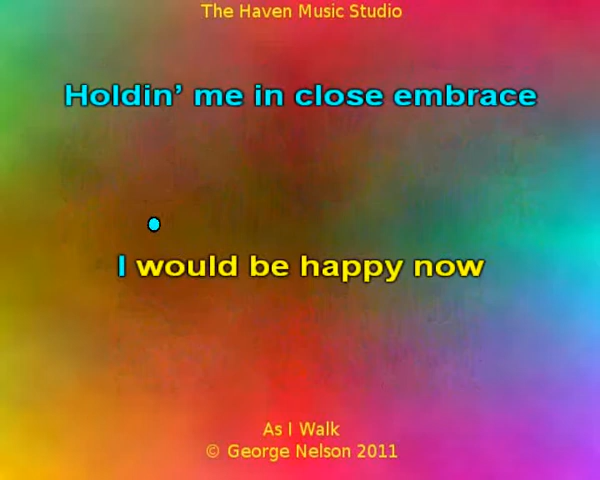 The Haven Music Studio
Holdin’ me in close embrace
I would be happy now
As I Walk
© George Nelson 2011